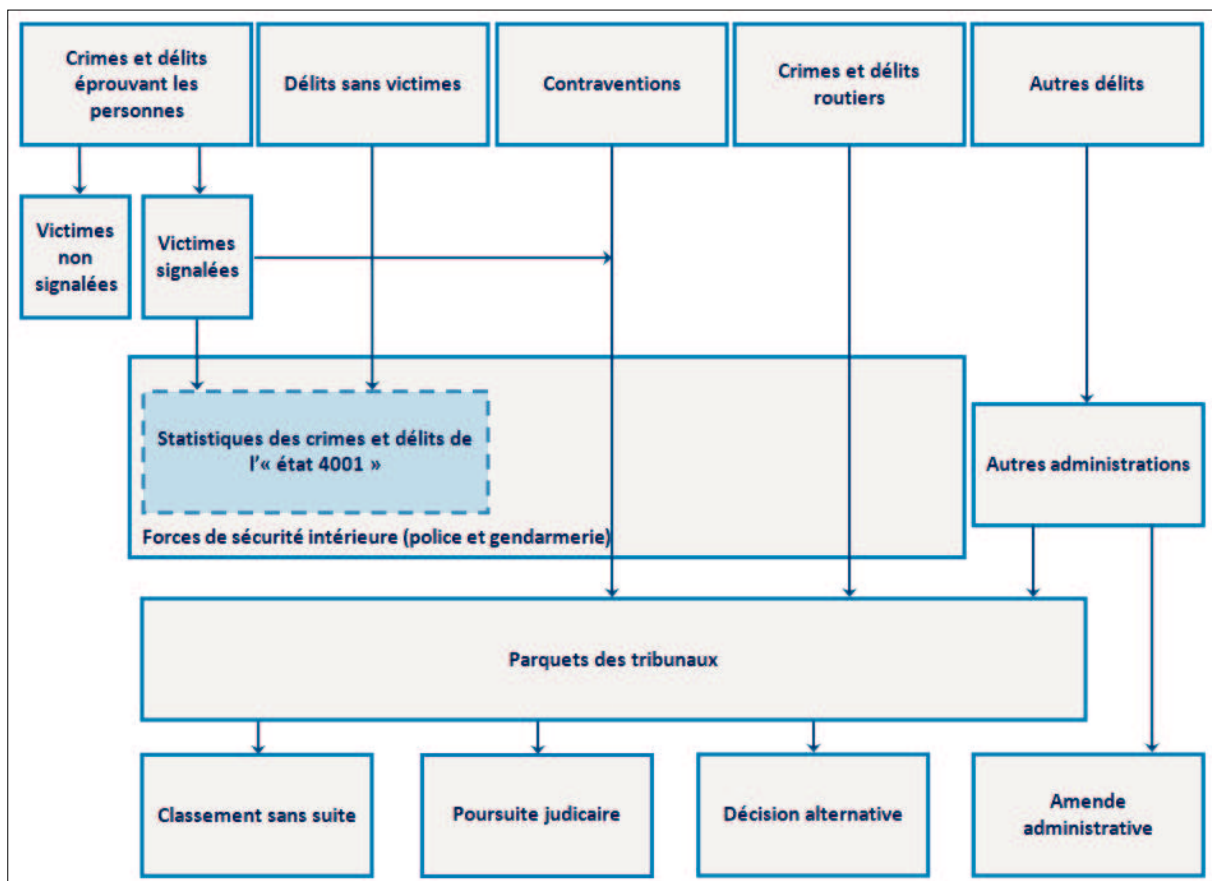 Crimes et délits
éprouvant les
personnes
Délits sans victimes
Contraventions
Crimes et délits
routiers
Autres délits
Victimes
non
signalées
Victimes
signalées
Statistiques des crimes et délits de
l'« état 4001 »
Autres administrations
Forces de sécurité intérieure (police et gendarmerie)
Parquets des tribunaux
Classement sans suite
Poursuite judicaire
Décision alternative
Amende
administrative